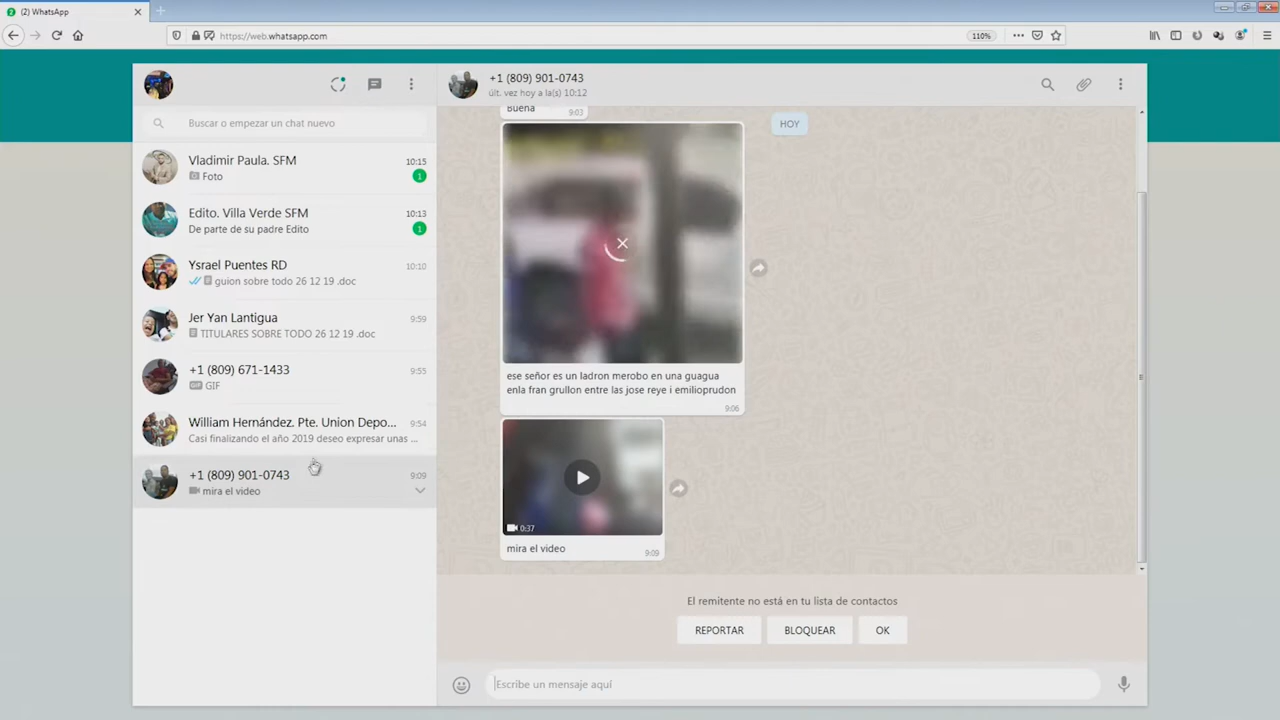 (2) WhatsApp
https://web.whatsapp.com
110%
Buscar o empezar un chat nuevo
Vladimir Paula. SFM
10:15
Foto
1
Edito. Villa Verde SFM
10:13
De parte de su padre Edito
1
Ysrael Puentes RD
10:10
guion sobre todo 26 12 19 .doc
Jer Yan Lantigua
9:59
TITULARES SOBRE TODO 26 12 19 .doc
+1 (809) 671-1433
9:55
GIF GIF
William Hernández. Pte. Union Depo...
9:54
Casi finalizando el año 2019 deseo expresar unas ...
+1 (809) 901-0743
9:09
mira el video
+1 (809) 901-0743
últ. vez hoy a la(s) 10:12
Buena
9:03
HOY
ese señor es un ladron merobo en una guagua
enla fran grullon entre las jose reye i emilioprudon
9:06
0:37
mira el video
9:09
El remitente no está en tu lista de contactos
REPORTAR
BLOQUEAR
OK
Escribe un mensaje aquí